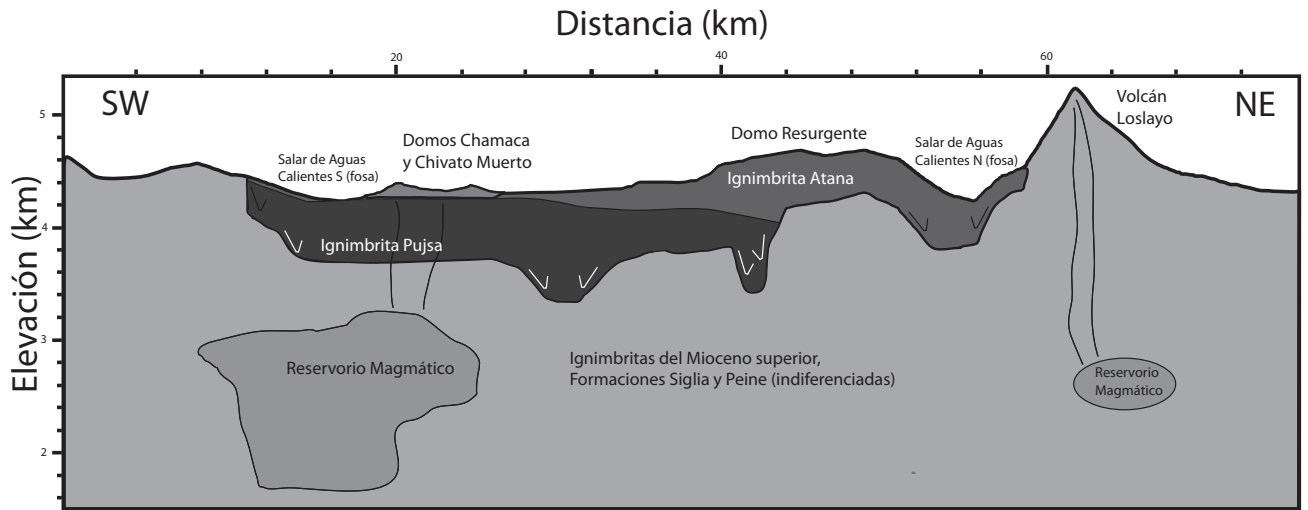 Distancia (km)
20
40
60
SW
NE
Volcán
Loslayo
Domos Chamaca
y Chivato Muerto
Domo Resurgente
Salar de Aguas
Calientes S (fosa)
Salar de Aguas
Calientes N (fosa)
Ignimbrita Atana
Ignimbrita Pujsa
Elevación (km)
5
4
3
2
Reservorio Magmático
Ignimbritas del Mioceno superior,
Formaciones Siglia y Peine (indiferenciadas)
Reservorio
Magmático